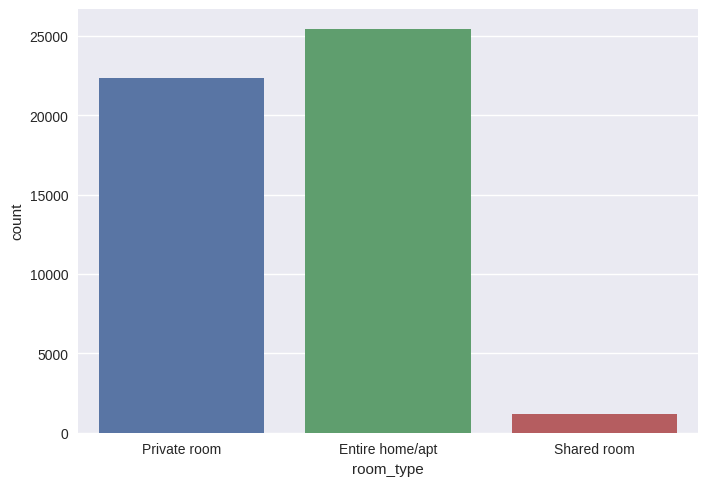 25000
20000
15000
10000
5000
0
count
Private room
Entire home/apt
Shared room
room_type